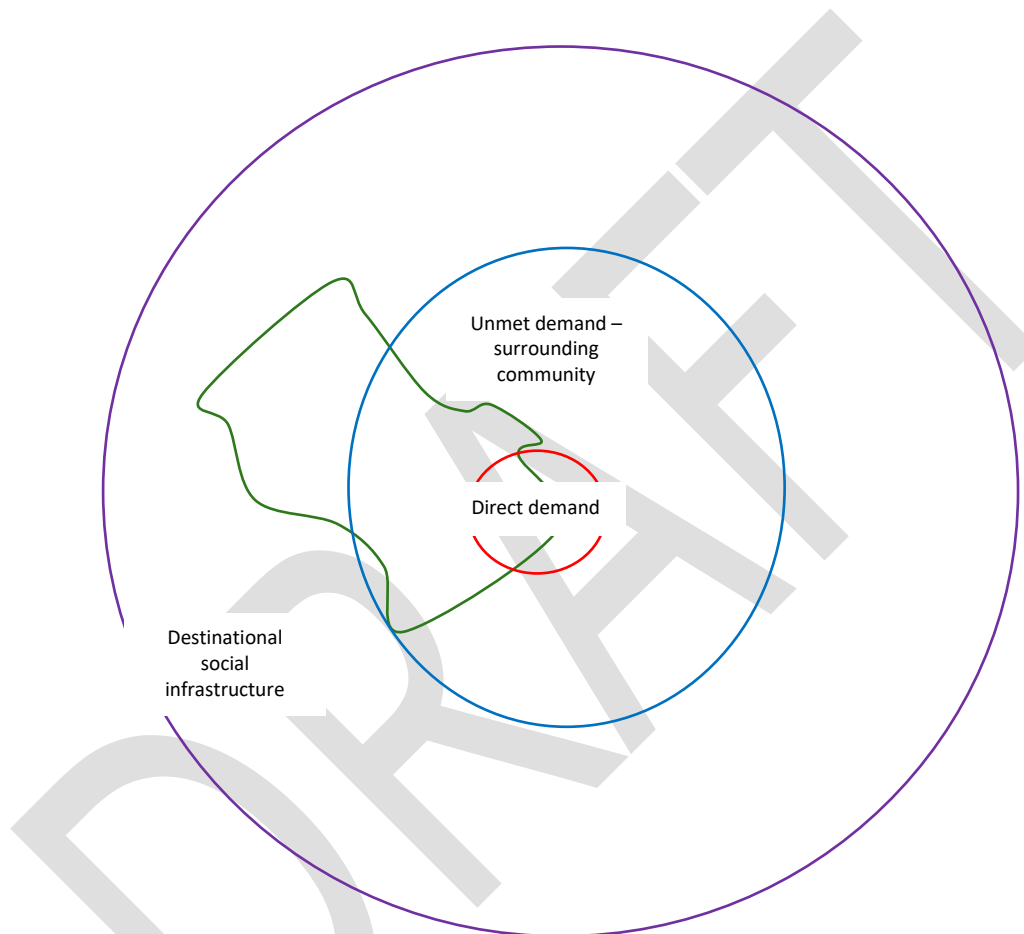 Unmet demand –
surrounding
community
Direct demand
Destinational
social
infrastructure
DRAFT